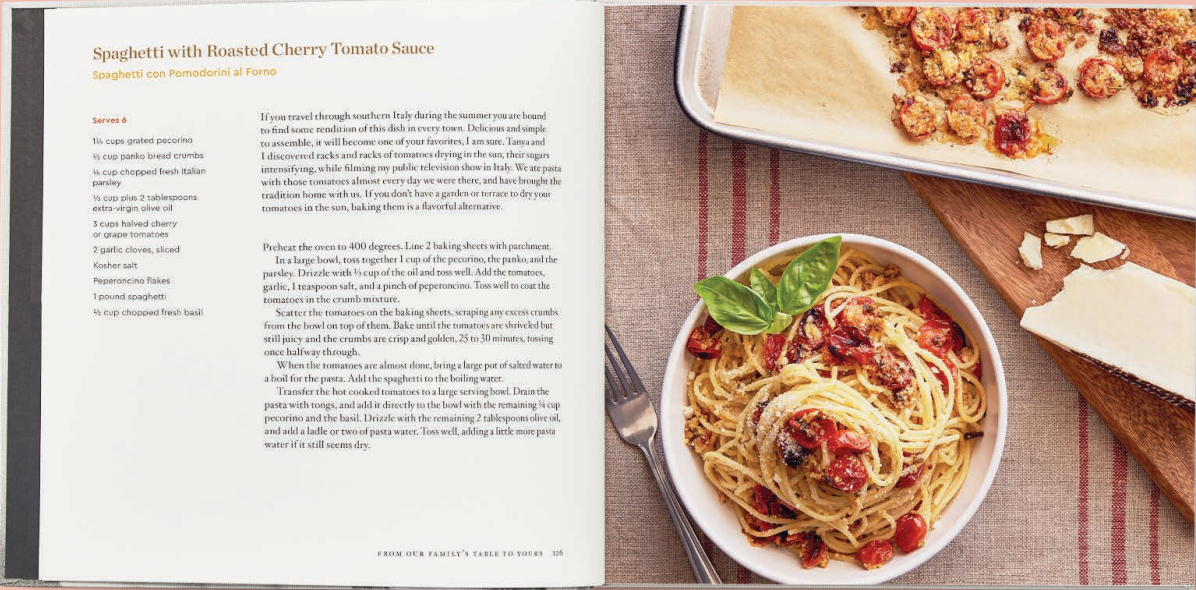 Spaghetti with Roasted Cherry Tomato Sauce
Spaghetti con Pomodorini al Forno
Serves 6
1¼ cups grated pecorino
½ cup panko bread crumbs
¼ cup chopped fresh Italian
parsley
⅓ cup plus 2 tablespoons
extra-virgin olive oil
3 cups halved cherry
or grape tomatoes
2 garlic cloves, sliced
Kosher salt
Peperoncino flakes
1 pound spaghetti
½ cup chopped fresh basil
If you travel through southern Italy during the summer you are bound
to find some rendition of this dish in every town. Delicious and simple
to assemble, it will become one of your favorites, I am sure. Tanya and
I discovered racks and racks of tomatoes drying in the sun, their sugars
intensifying, while filming my public television show in Italy. We ate pasta
with those tomatoes almost every day we were there, and have brought the
tradition home with us. If you don't have a garden or terrace to dry your
tomatoes in the sun, baking them is a flavorful alternative.
Preheat the oven to 400 degrees. Line 2 baking sheets with parchment.
In a large bowl, toss together 1 cup of the pecorino, the panko, and the
parsley. Drizzle with ⅓ cup of the oil and toss well. Add the tomatoes,
garlic, 1 teaspoon salt, and a pinch of peperoncino. Toss well to coat the
tomatoes in the crumb mixture.
Scatter the tomatoes on the baking sheets, scraping any excess crumbs
from the bowl on top of them. Bake until the tomatoes are shriveled but
still juicy and the crumbs are crisp and golden, 25 to 30 minutes, tossing
once halfway through.
When the tomatoes are almost done, bring a large pot of salted water to
a boil for the pasta. Add the spaghetti to the boiling water.
Transfer the hot cooked tomatoes to a large serving bowl. Drain the
pasta with tongs, and add it directly to the bowl with the remaining ¼ cup
pecorino and the basil. Drizzle with the remaining 2 tablespoons olive oil,
and add a ladle or two of pasta water. Toss well, adding a little more pasta
water if it still seems dry.
FROM OUR FAMILY'S TABLE TO YOURS 126